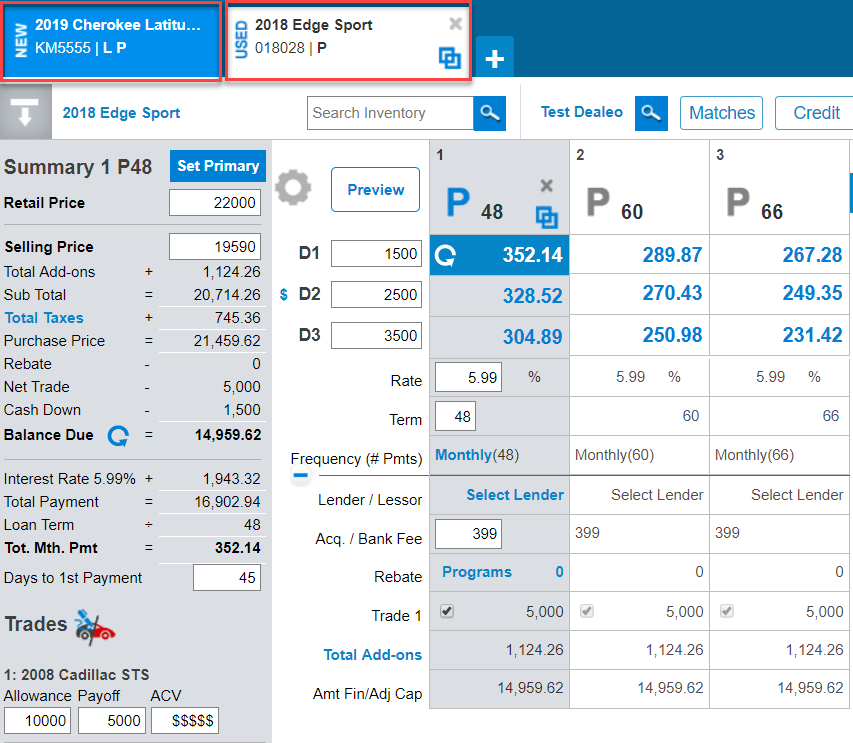 NEW
2019 Cherokee Latitu...
KM5555 | L P
USED
2018 Edge Sport
018028 | P
2018 Edge Sport
Search Inventory
Test Dealeo
Matches
Credit
Summary 1 P48
Set Primary
Retail Price 22000
Selling Price 19590
Total Add-ons + 1,124.26
Sub Total = 20,714.26
Total Taxes + 745.36
Purchase Price = 21,459.62
Rebate - 0
Net Trade - 5,000
Cash Down - 1,500
Balance Due = 14,959.62
Interest Rate 5.99% + 1,943.32
Total Payment = 16,902.94
Loan Term ÷ 48
Tot. Mth. Pmt = 352.14
Days to 1st Payment 45
Trades
1: 2008 Cadillac STS
Allowance Payoff ACV
10000 5000 $$$$$
Preview
1 2 3
P 48 P 60 P 66
D1 1500 352.14 289.87 267.28
$ D2 2500 328.52 270.43 249.35
D3 3500 304.89 250.98 231.42
Rate 5.99 % 5.99 % 5.99 %
Term 48 60 66
Frequency (# Pmts) Monthly(48) Monthly(60) Monthly(66)
Lender / Lessor Select Lender Select Lender Select Lender
Acq. / Bank Fee 399 399 399
Rebate Programs 0 0 0
Trade 1 5,000 5,000 5,000
Total Add-ons 1,124.26 1,124.26 1,124.26
Amt Fin/Adj Cap 14,959.62 14,959.62 14,959.62